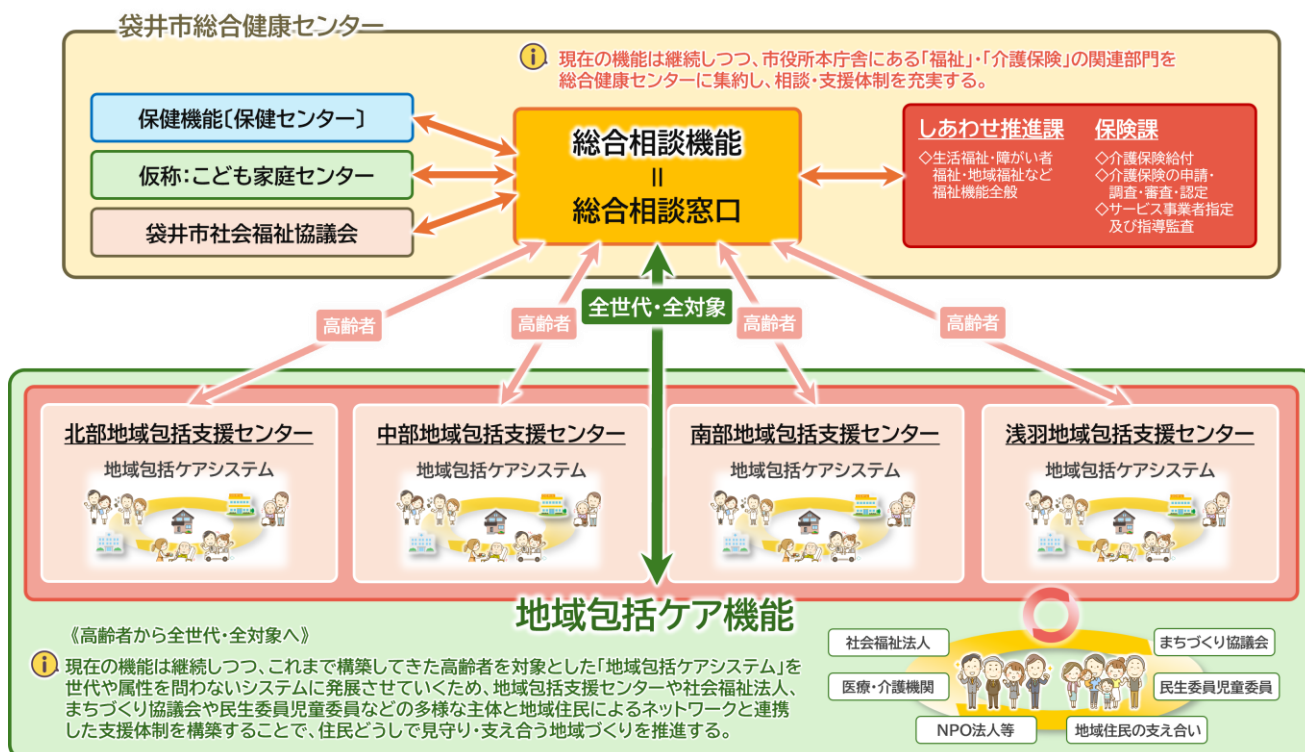 袋井市総合健康センター
現在の機能は継続しつつ、市役所本庁舎にある「福祉」・「介護保険」の関連部門を
総合健康センターに集約し、相談・支援体制を充実する。
保健機能〔保健センター〕
仮称：こども家庭センター
袋井市社会福祉協議会
総合相談機能
＝
総合相談窓口
しあわせ推進課
◇生活福祉・障がい者
福祉・地域福祉など
福祉機能全般
保険課
◇介護保険給付
◇介護保険の申請・
調査・審査・認定
◇サービス事業者指定
及び指導監査
高齢者
高齢者
全世代・全対象
高齢者
高齢者
北部地域包括支援センター
地域包括ケアシステム
中部地域包括支援センター
地域包括ケアシステム
南部地域包括支援センター
地域包括ケアシステム
浅羽地域包括支援センター
地域包括ケアシステム
地域包括ケア機能
《高齢者から全世代・全対象へ》
現在の機能は継続しつつ、これまで構築してきた高齢者を対象とした「地域包括ケアシステム」を
世代や属性を問わないシステムに発展させていくため、地域包括支援センターや社会福祉法人、
まちづくり協議会や民生委員児童委員などの多様な主体と地域住民によるネットワークと連携
した支援体制を構築することで、住民どうしで見守り・支え合う地域づくりを推進する。
社会福祉法人
まちづくり協議会
医療・介護機関
民生委員児童委員
NPO法人等
地域住民の支え合い